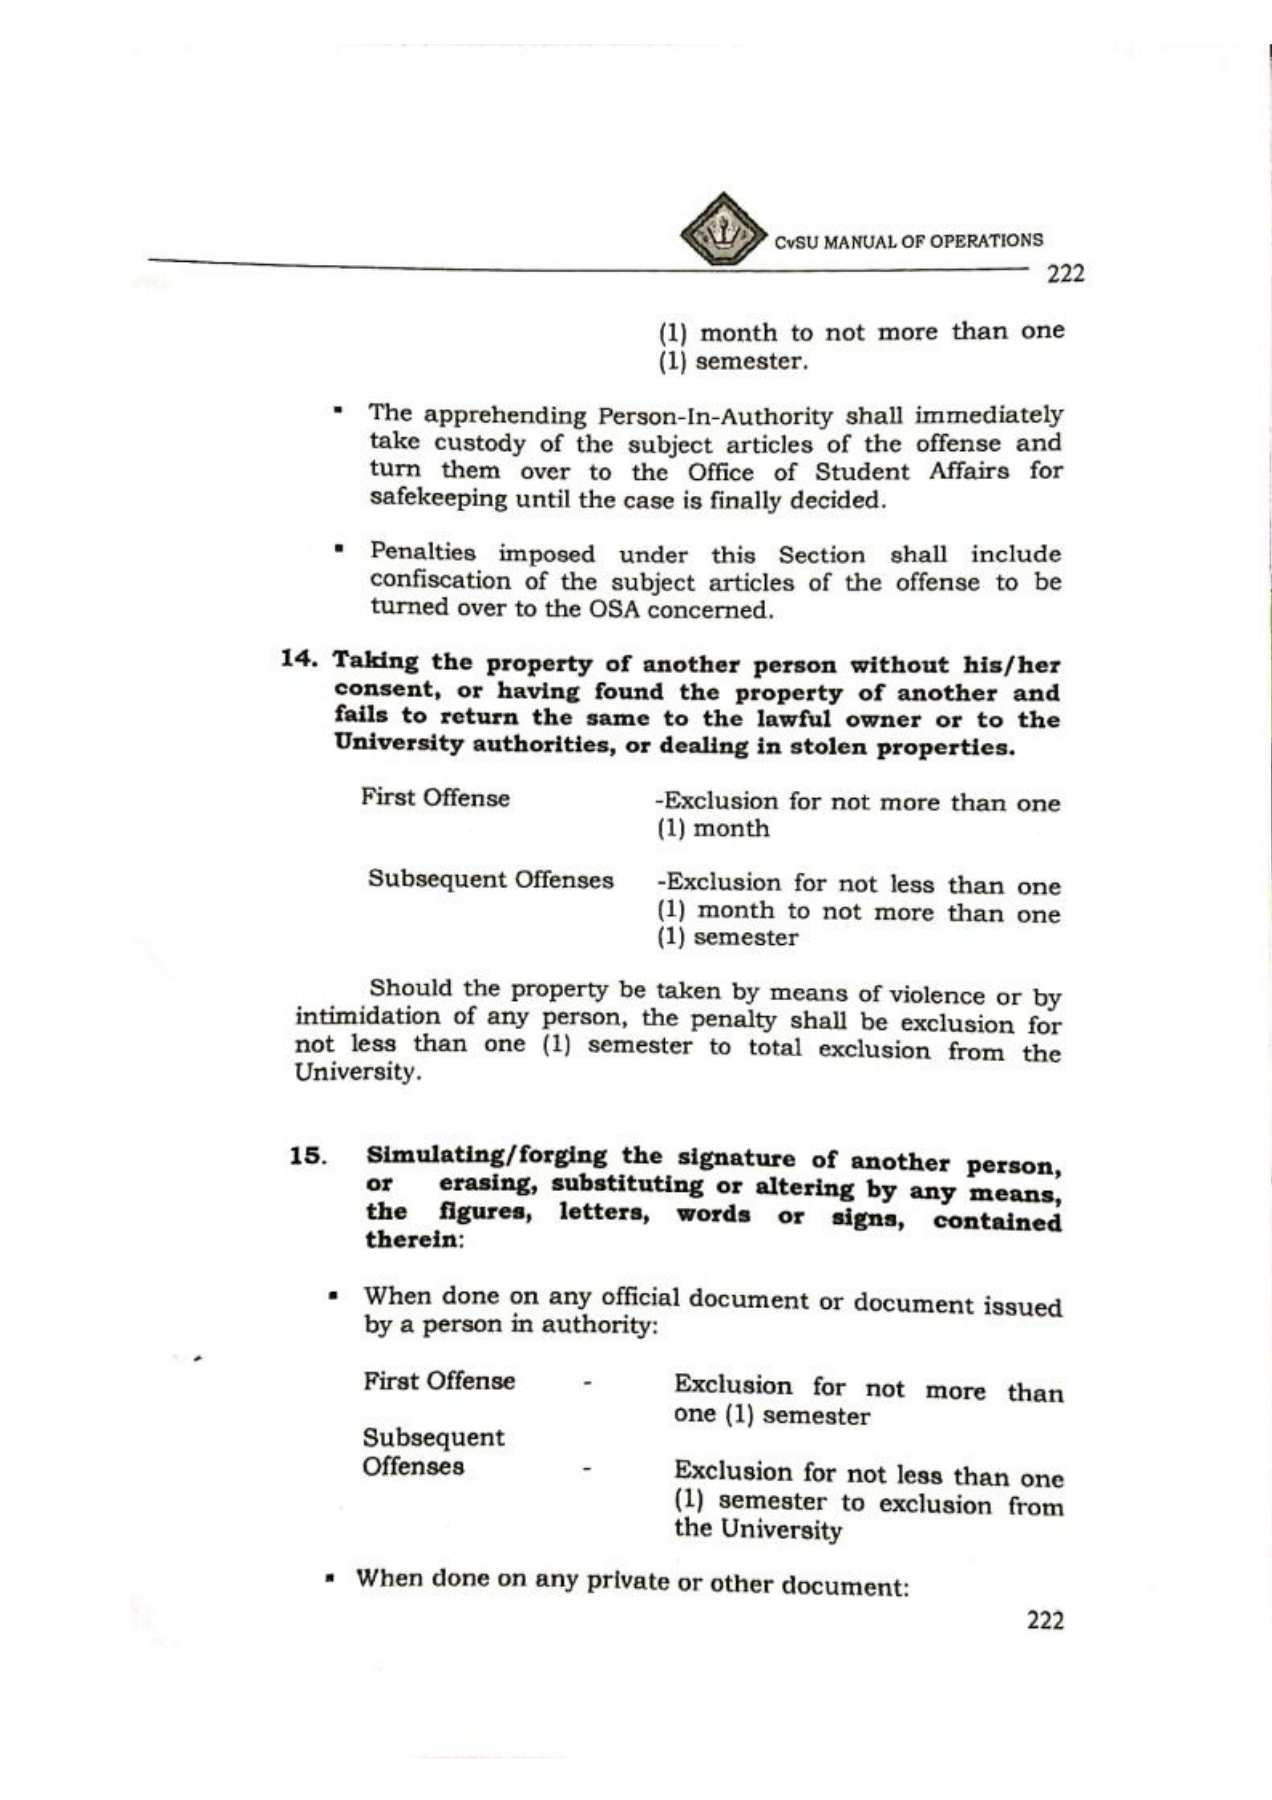 CvSU MANUAL OF OPERATIONS
222
(1) month to not more than one
(1) semester.
▪ The apprehending Person-In-Authority shall immediately
take custody of the subject articles of the offense and
turn them over to the Office of Student Affairs for
safekeeping until the case is finally decided.
▪ Penalties imposed under this Section shall include
confiscation of the subject articles of the offense to be
turned over to the OSA concerned.
14. Taking the property of another person without his/her
consent, or having found the property of another and
fails to return the same to the lawful owner or to the
University authorities, or dealing in stolen properties.
First Offense -Exclusion for not more than one
(1) month
Subsequent Offenses -Exclusion for not less than one
(1) month to not more than one
(1) semester
Should the property be taken by means of violence or by
intimidation of any person, the penalty shall be exclusion for
not less than one (1) semester to total exclusion from the
University.
15. Simulating/forging the signature of another person,
or erasing, substituting or altering by any means,
the figures, letters, words or signs, contained
therein:
▪ When done on any official document or document issued
by a person in authority:
First Offense - Exclusion for not more than
one (1) semester
Subsequent
Offenses - Exclusion for not less than one
(1) semester to exclusion from
the University
▪ When done on any private or other document:
222